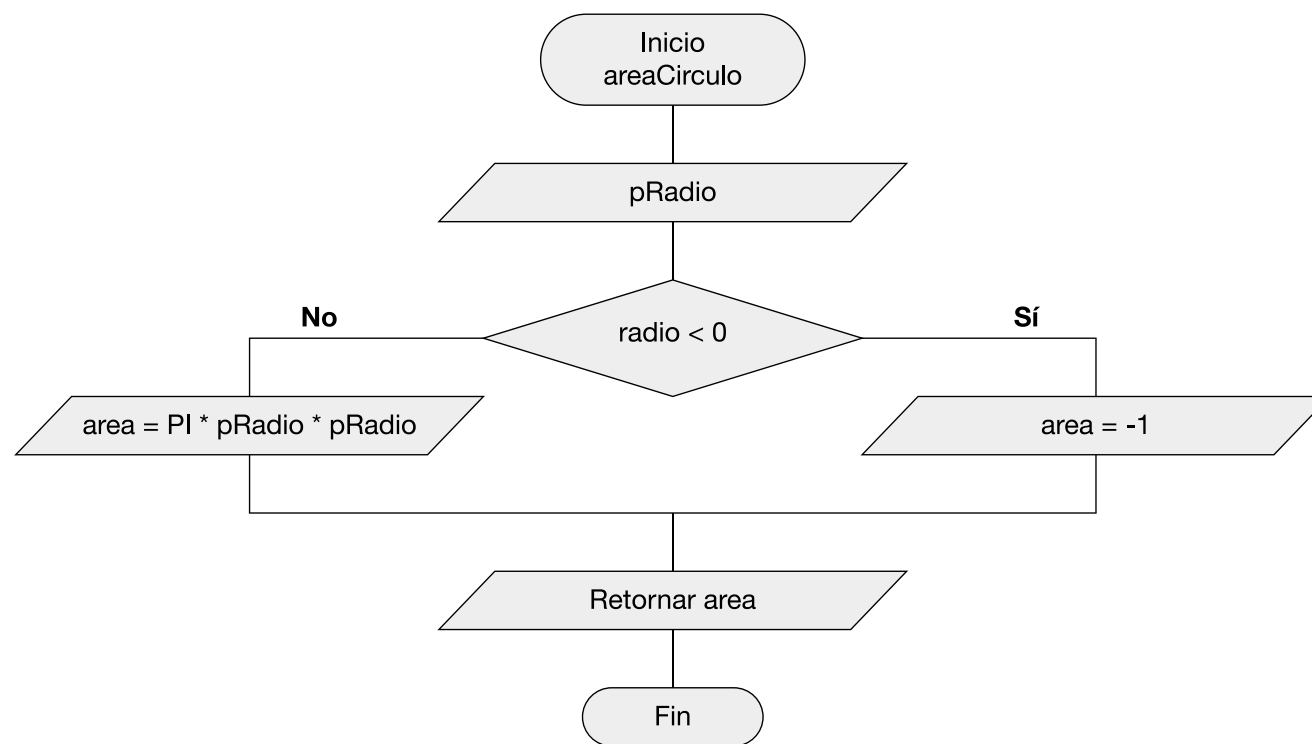 Inicio
areaCirculo
pRadio
No
radio < 0
Sí
area = PI * pRadio * pRadio
area = -1
Retornar area
Fin